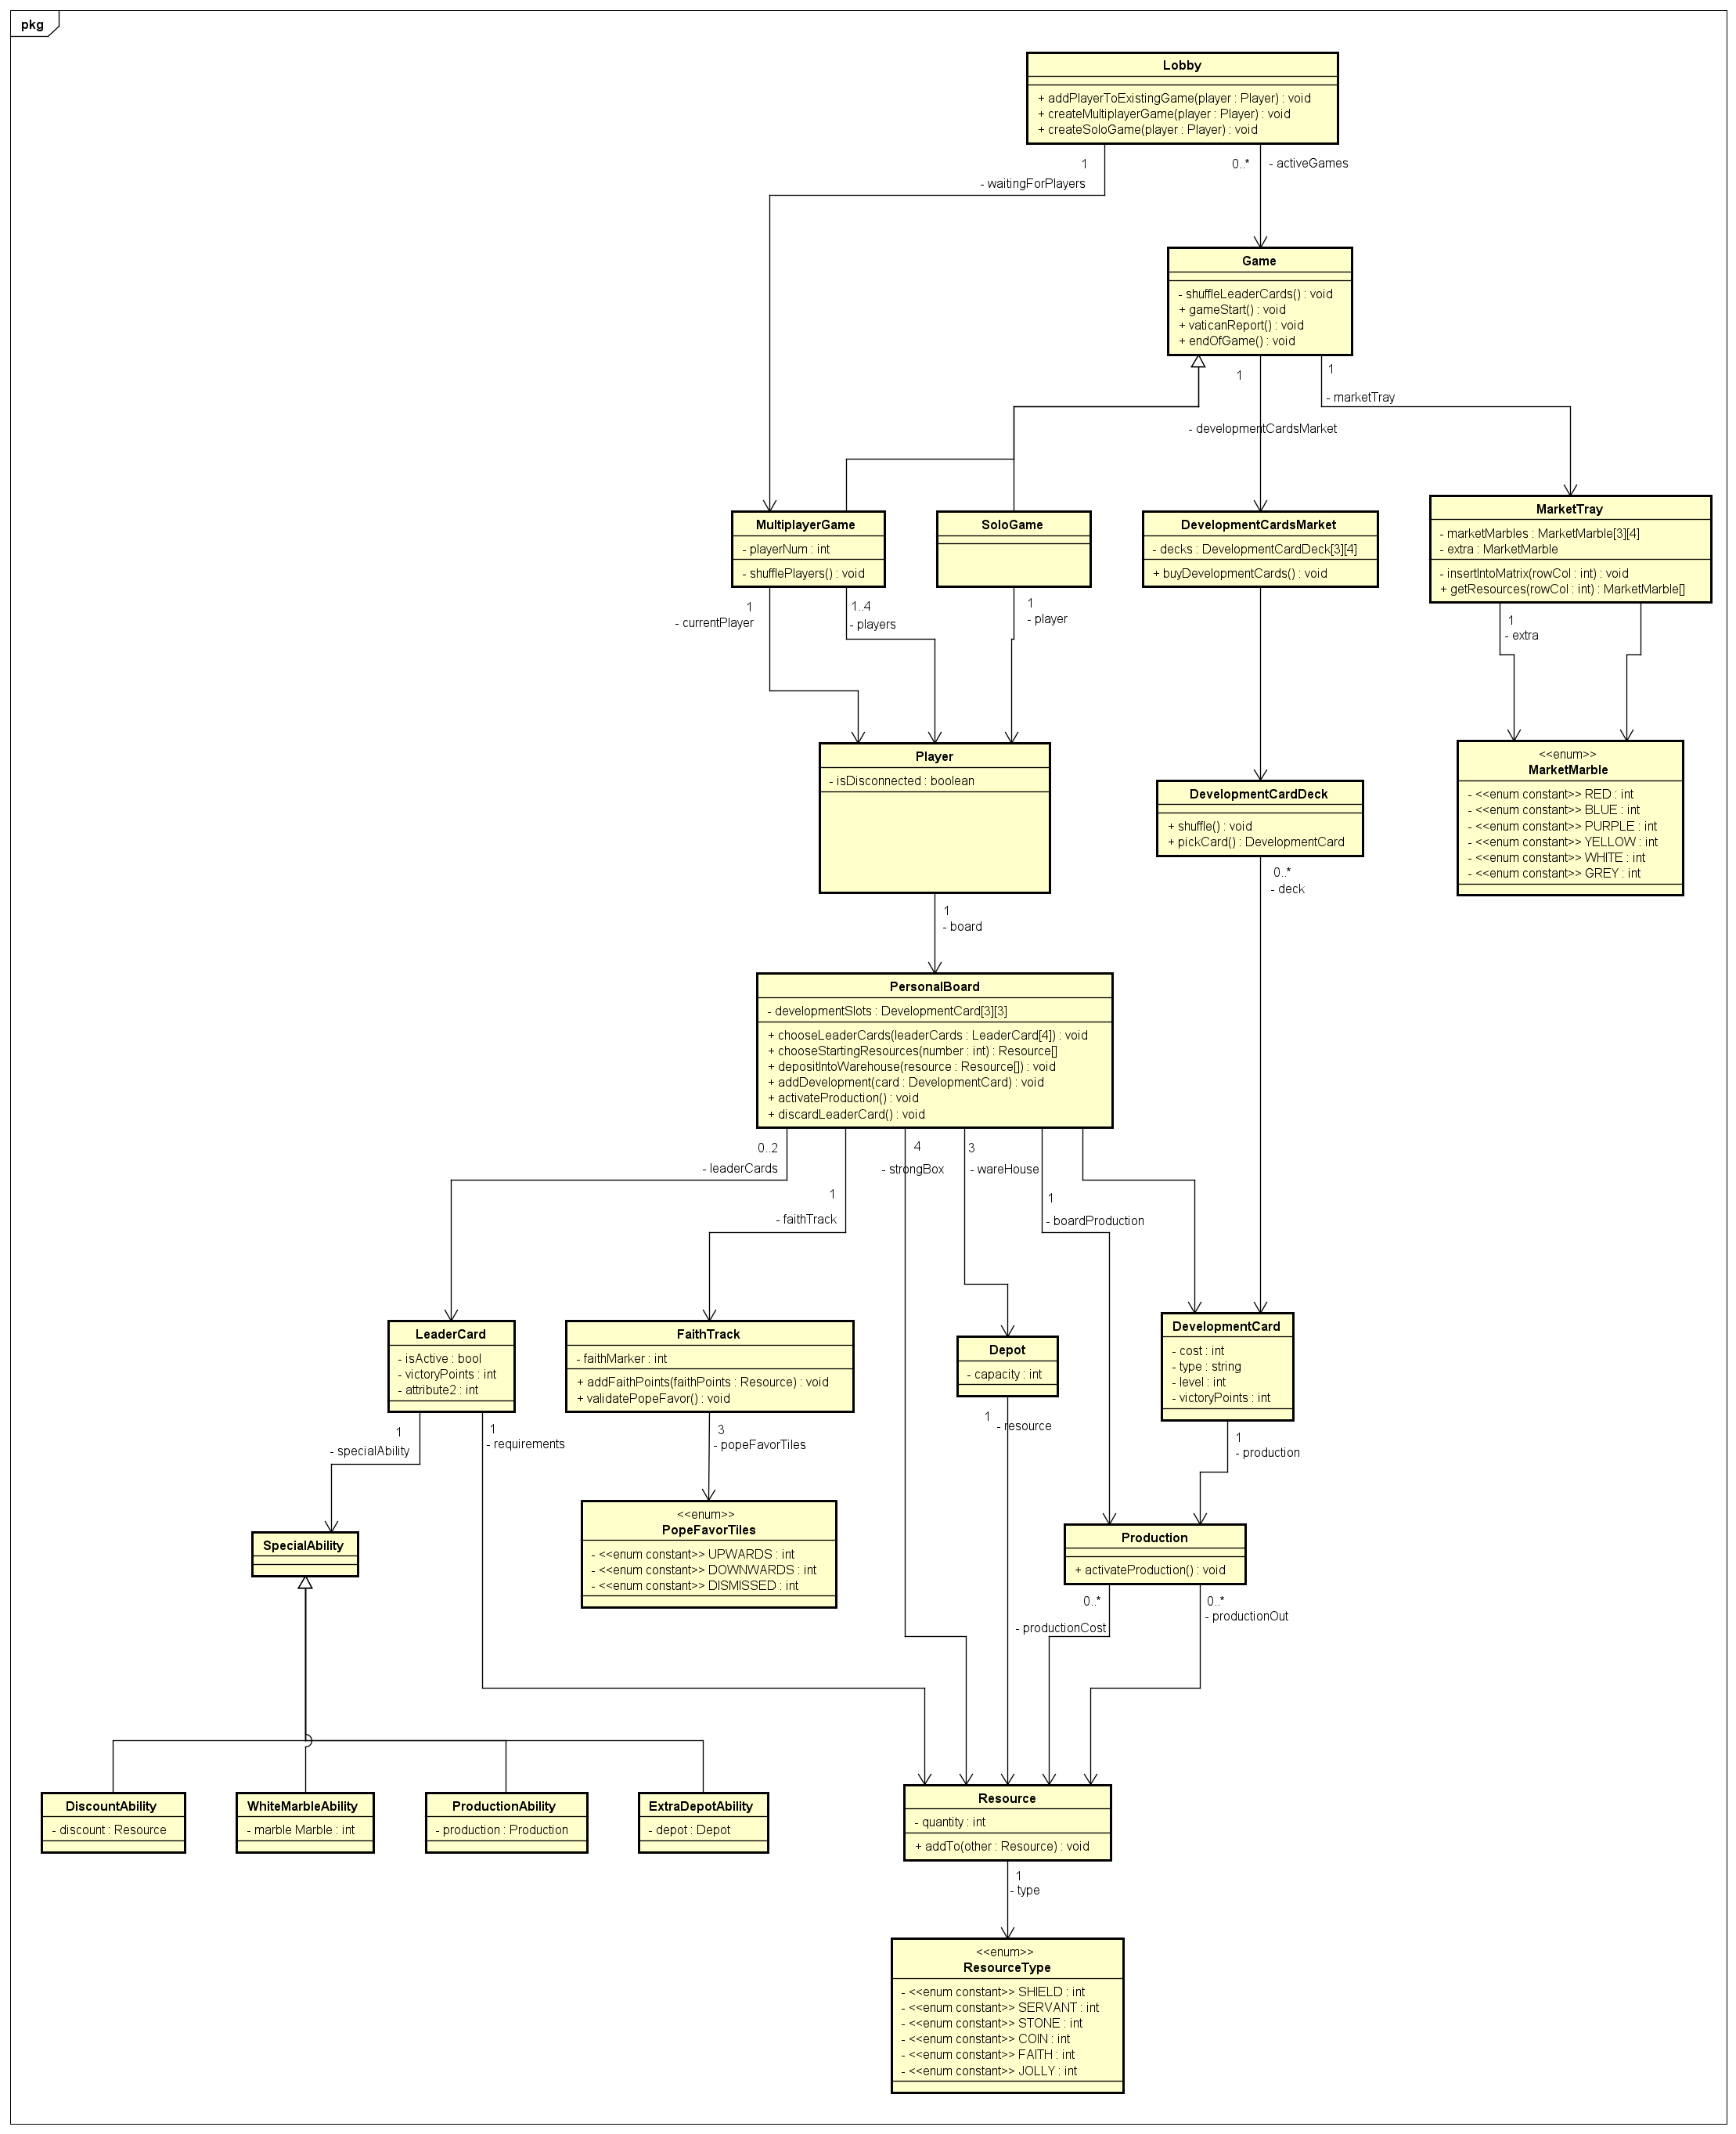 pkg
Lobby
+ addPlayerToExistingGame(player : Player) : void
+ createMultiplayerGame(player : Player) : void
+ createSoloGame(player : Player) : void
1
- waitingForPlayers
0..*
- activeGames
Game
- shuffleLeaderCards() : void
+ gameStart() : void
+ vaticanReport() : void
+ endOfGame() : void
1
- developmentCardsMarket
1
- marketTray
MultiplayerGame
- playerNum : int
- shufflePlayers() : void
SoloGame
DevelopmentCardsMarket
- decks : DevelopmentCardDeck[3][4]
+ buyDevelopmentCards() : void
MarketTray
- marketMarbles : MarketMarble[3][4]
- extra : MarketMarble
- insertIntoMatrix(rowCol : int) : void
+ getResources(rowCol : int) : MarketMarble[]
1
- currentPlayer
1..4
- players
1
- player
1
- extra
Player
- isDisconnected : boolean
DevelopmentCardDeck
+ shuffle() : void
+ pickCard() : DevelopmentCard
<<enum>>
MarketMarble
- <<enum constant>> RED : int
- <<enum constant>> BLUE : int
- <<enum constant>> PURPLE : int
- <<enum constant>> YELLOW : int
- <<enum constant>> WHITE : int
- <<enum constant>> GREY : int
0..*
- deck
1
- board
PersonalBoard
- developmentSlots : DevelopmentCard[3][3]
+ chooseLeaderCards(leaderCards : LeaderCard[4]) : void
+ chooseStartingResources(number : int) : Resource[]
+ depositIntoWarehouse(resource : Resource[]) : void
+ addDevelopment(card : DevelopmentCard) : void
+ activateProduction() : void
+ discardLeaderCard() : void
0..2
- leaderCards
1
- faithTrack
4
- strongBox
3
- wareHouse
1
- boardProduction
LeaderCard
- isActive : bool
- victoryPoints : int
- attribute2 : int
FaithTrack
- faithMarker : int
+ addFaithPoints(faithPoints : Resource) : void
+ validatePopeFavor() : void
Depot
- capacity : int
DevelopmentCard
- cost : int
- type : string
- level : int
- victoryPoints : int
1
- specialAbility
1
- requirements
3
- popeFavorTiles
1
- resource
1
- production
SpecialAbility
<<enum>>
PopeFavorTiles
- <<enum constant>> UPWARDS : int
- <<enum constant>> DOWNWARDS : int
- <<enum constant>> DISMISSED : int
Production
+ activateProduction() : void
0..*
- productionCost
0..*
- productionOut
DiscountAbility
- discount : Resource
WhiteMarbleAbility
- marble Marble : int
ProductionAbility
- production : Production
ExtraDepotAbility
- depot : Depot
Resource
- quantity : int
+ addTo(other : Resource) : void
1
- type
<<enum>>
ResourceType
- <<enum constant>> SHIELD : int
- <<enum constant>> SERVANT : int
- <<enum constant>> STONE : int
- <<enum constant>> COIN : int
- <<enum constant>> FAITH : int
- <<enum constant>> JOLLY : int